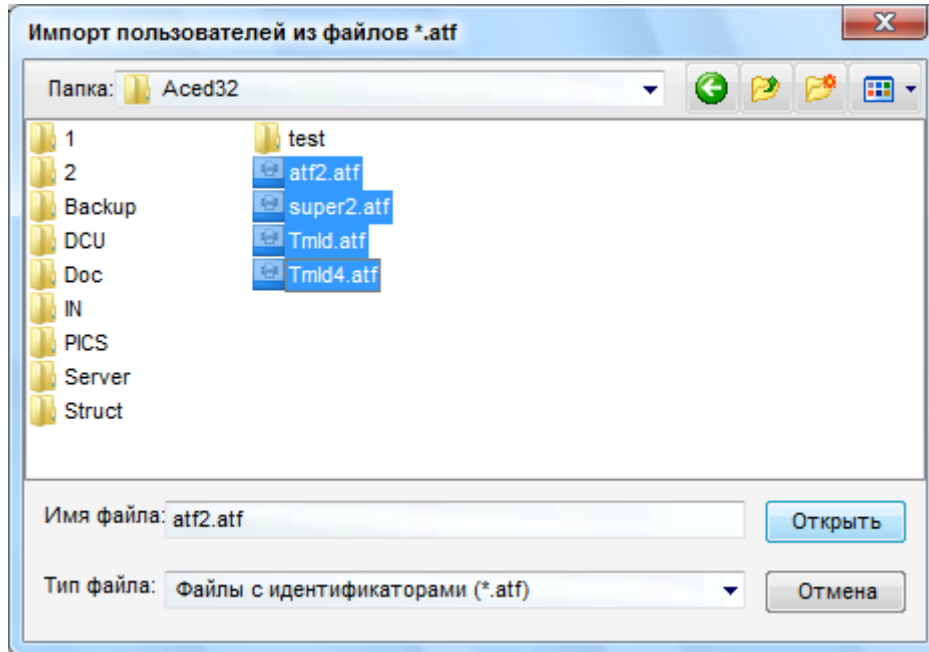 Импорт пользователей из файлов *.atf
Папка: Aced32
1
2
Backup
DCU
Doc
IN
PICS
Server
Struct
test
atf2.atf
super2.atf
Tmld.atf
Tmld4.atf
Имя файла: atf2.atf
Открыть
Тип файла: Файлы с идентификаторами (*.atf)
Отмена